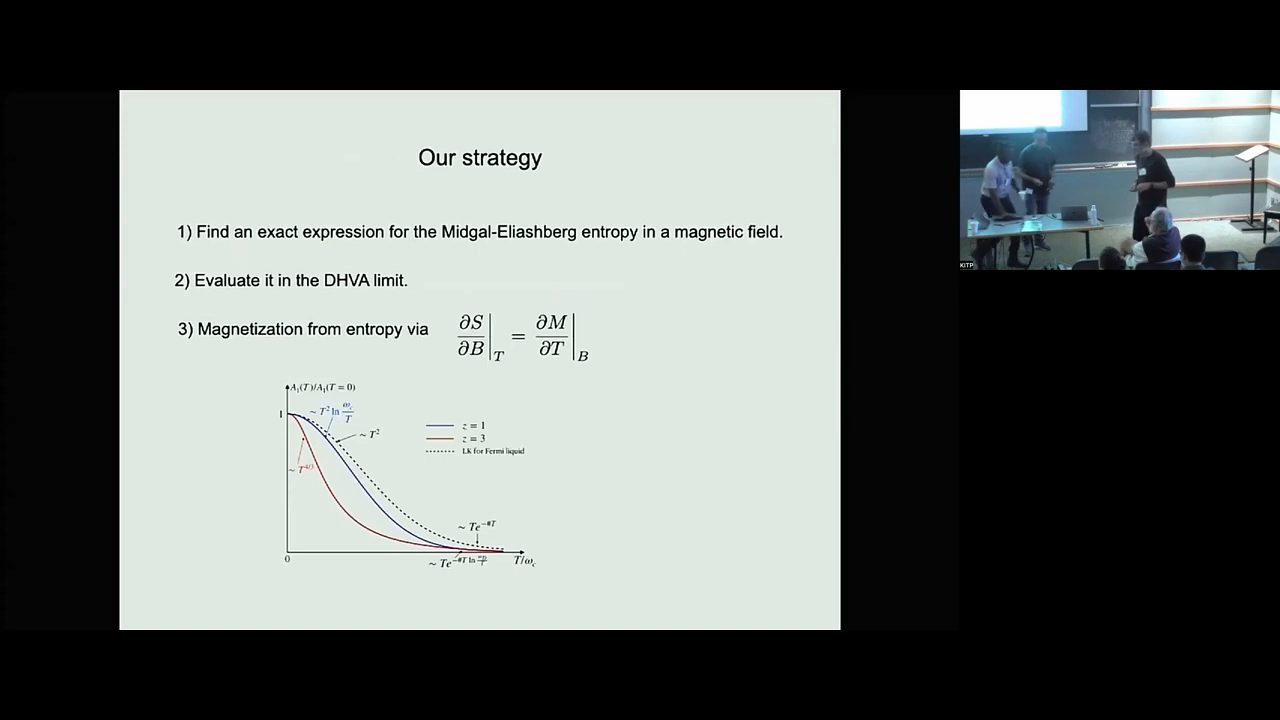 Our strategy
1) Find an exact expression for the Midgal-Eliashberg entropy in a magnetic field.
2) Evaluate it in the DHVA limit.
3) Magnetization from entropy via ∂S/∂B|_T = ∂M/∂T|_B
A₁(T)/A₁(T = 0)
1
~ T² ln ω_c/T
~ T²
z = 1
z = 3
LK for Fermi liquid
~ T^{4/3}
~ Te^{-#T}
0
~ Te^{-#T ln}
T/ω_c
KITP